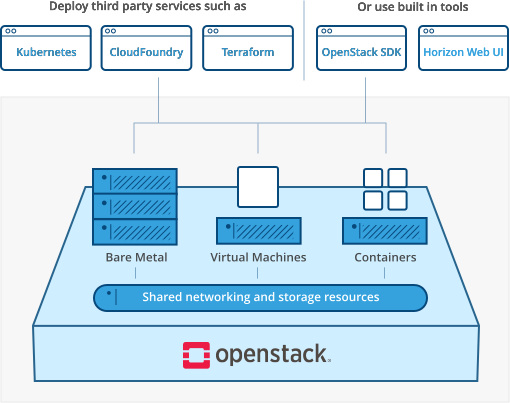 Deploy third party services such as
Or use built in tools
Kubernetes
CloudFoundry
Terraform
OpenStack SDK
Horizon Web UI
Bare Metal
Virtual Machines
Containers
Shared networking and storage resources
openstack.